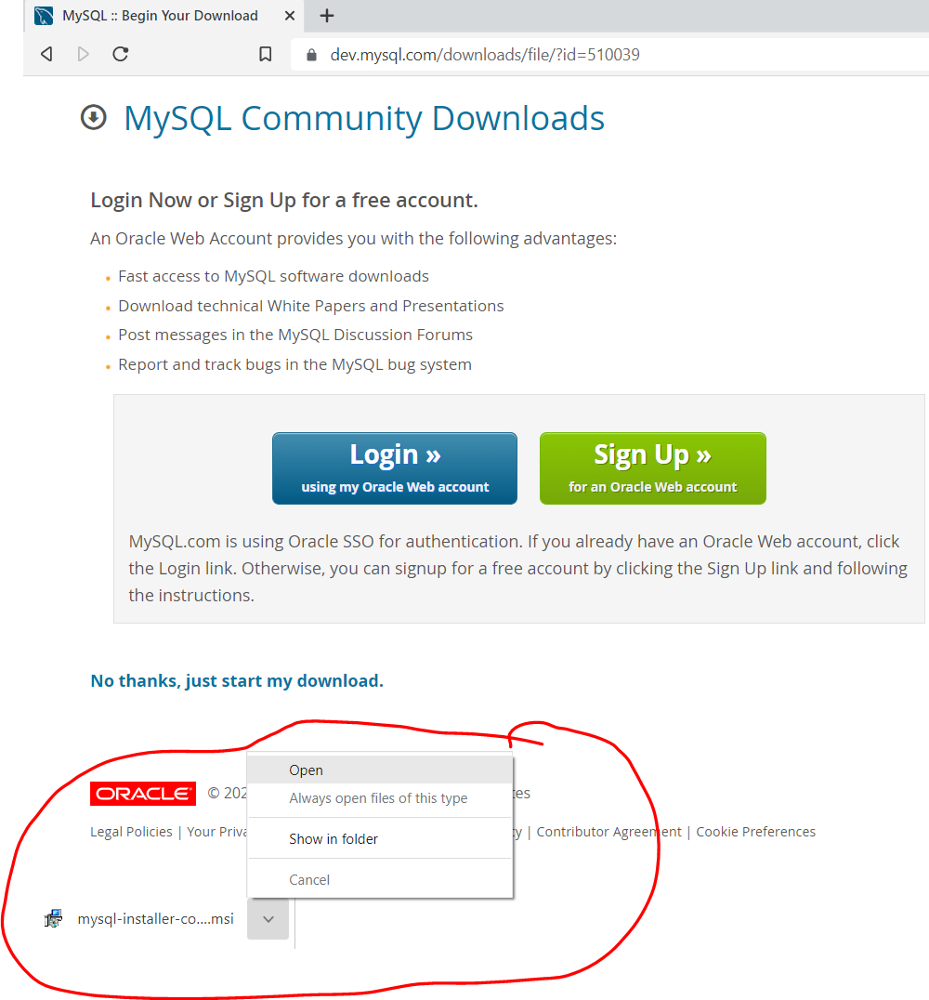 MySQL :: Begin Your Download
dev.mysql.com/downloads/file/?id=510039
MySQL Community Downloads
Login Now or Sign Up for a free account.
An Oracle Web Account provides you with the following advantages:
Fast access to MySQL software downloads
Download technical White Papers and Presentations
Post messages in the MySQL Discussion Forums
Report and track bugs in the MySQL bug system
Login »
using my Oracle Web account
Sign Up »
for an Oracle Web account
MySQL.com is using Oracle SSO for authentication. If you already have an Oracle Web account, click
the Login link. Otherwise, you can signup for a free account by clicking the Sign Up link and following
the instructions.
No thanks, just start my download.
ORACLE © 202
Legal Policies | Your Priva
| Contributor Agreement | Cookie Preferences
Open
Always open files of this type
Show in folder
Cancel
mysql-installer-co....msi